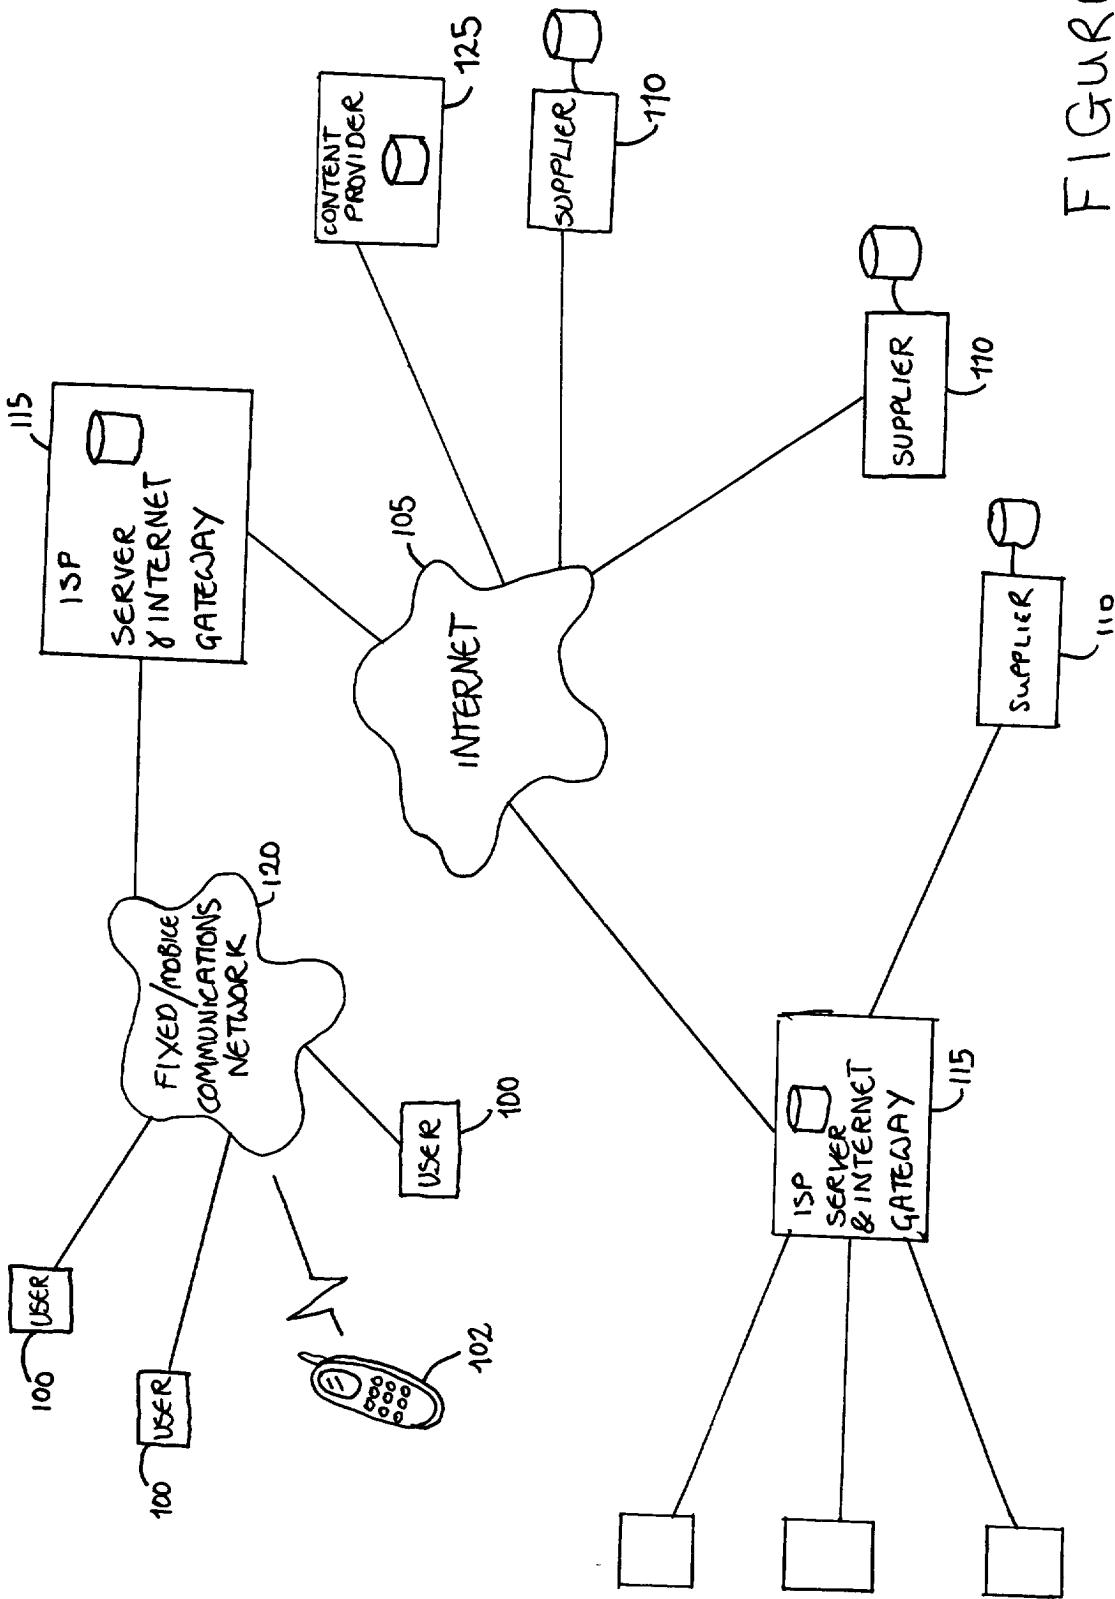 100
USER
100
USER
102
FIXED/MOBILE
COMMUNICATIONS
NETWORK
120
USER
100
115
ISP
SERVER
& INTERNET
GATEWAY
105
INTERNET
CONTENT
PROVIDER
125
SUPPLIER
110
SUPPLIER
110
ISP
SERVER
& INTERNET
GATEWAY
115
SUPPLIER
110
FIGURE